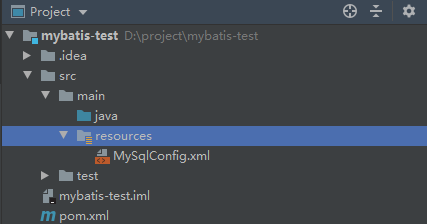 Project
mybatis-test D:\project\mybatis-test
.idea
src
main
java
resources
MySqlConfig.xml
test
mybatis-test.iml
pom.xml